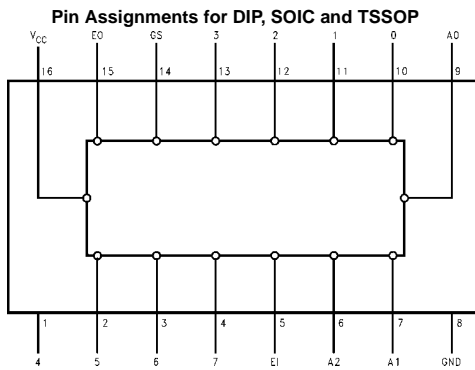 Pin Assignments for DIP, SOIC and TSSOP
VCC EO GS 3 2 1 0 A0
16 15 14 13 12 11 10 9
1 2 3 4 5 6 7 8
4 5 6 7 EI A2 A1 GND